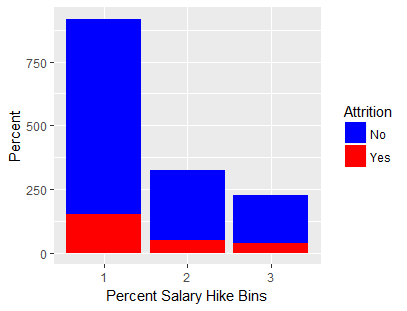 750
500
250
0
Percent
1 2 3
Percent Salary Hike Bins
Attrition
No
Yes